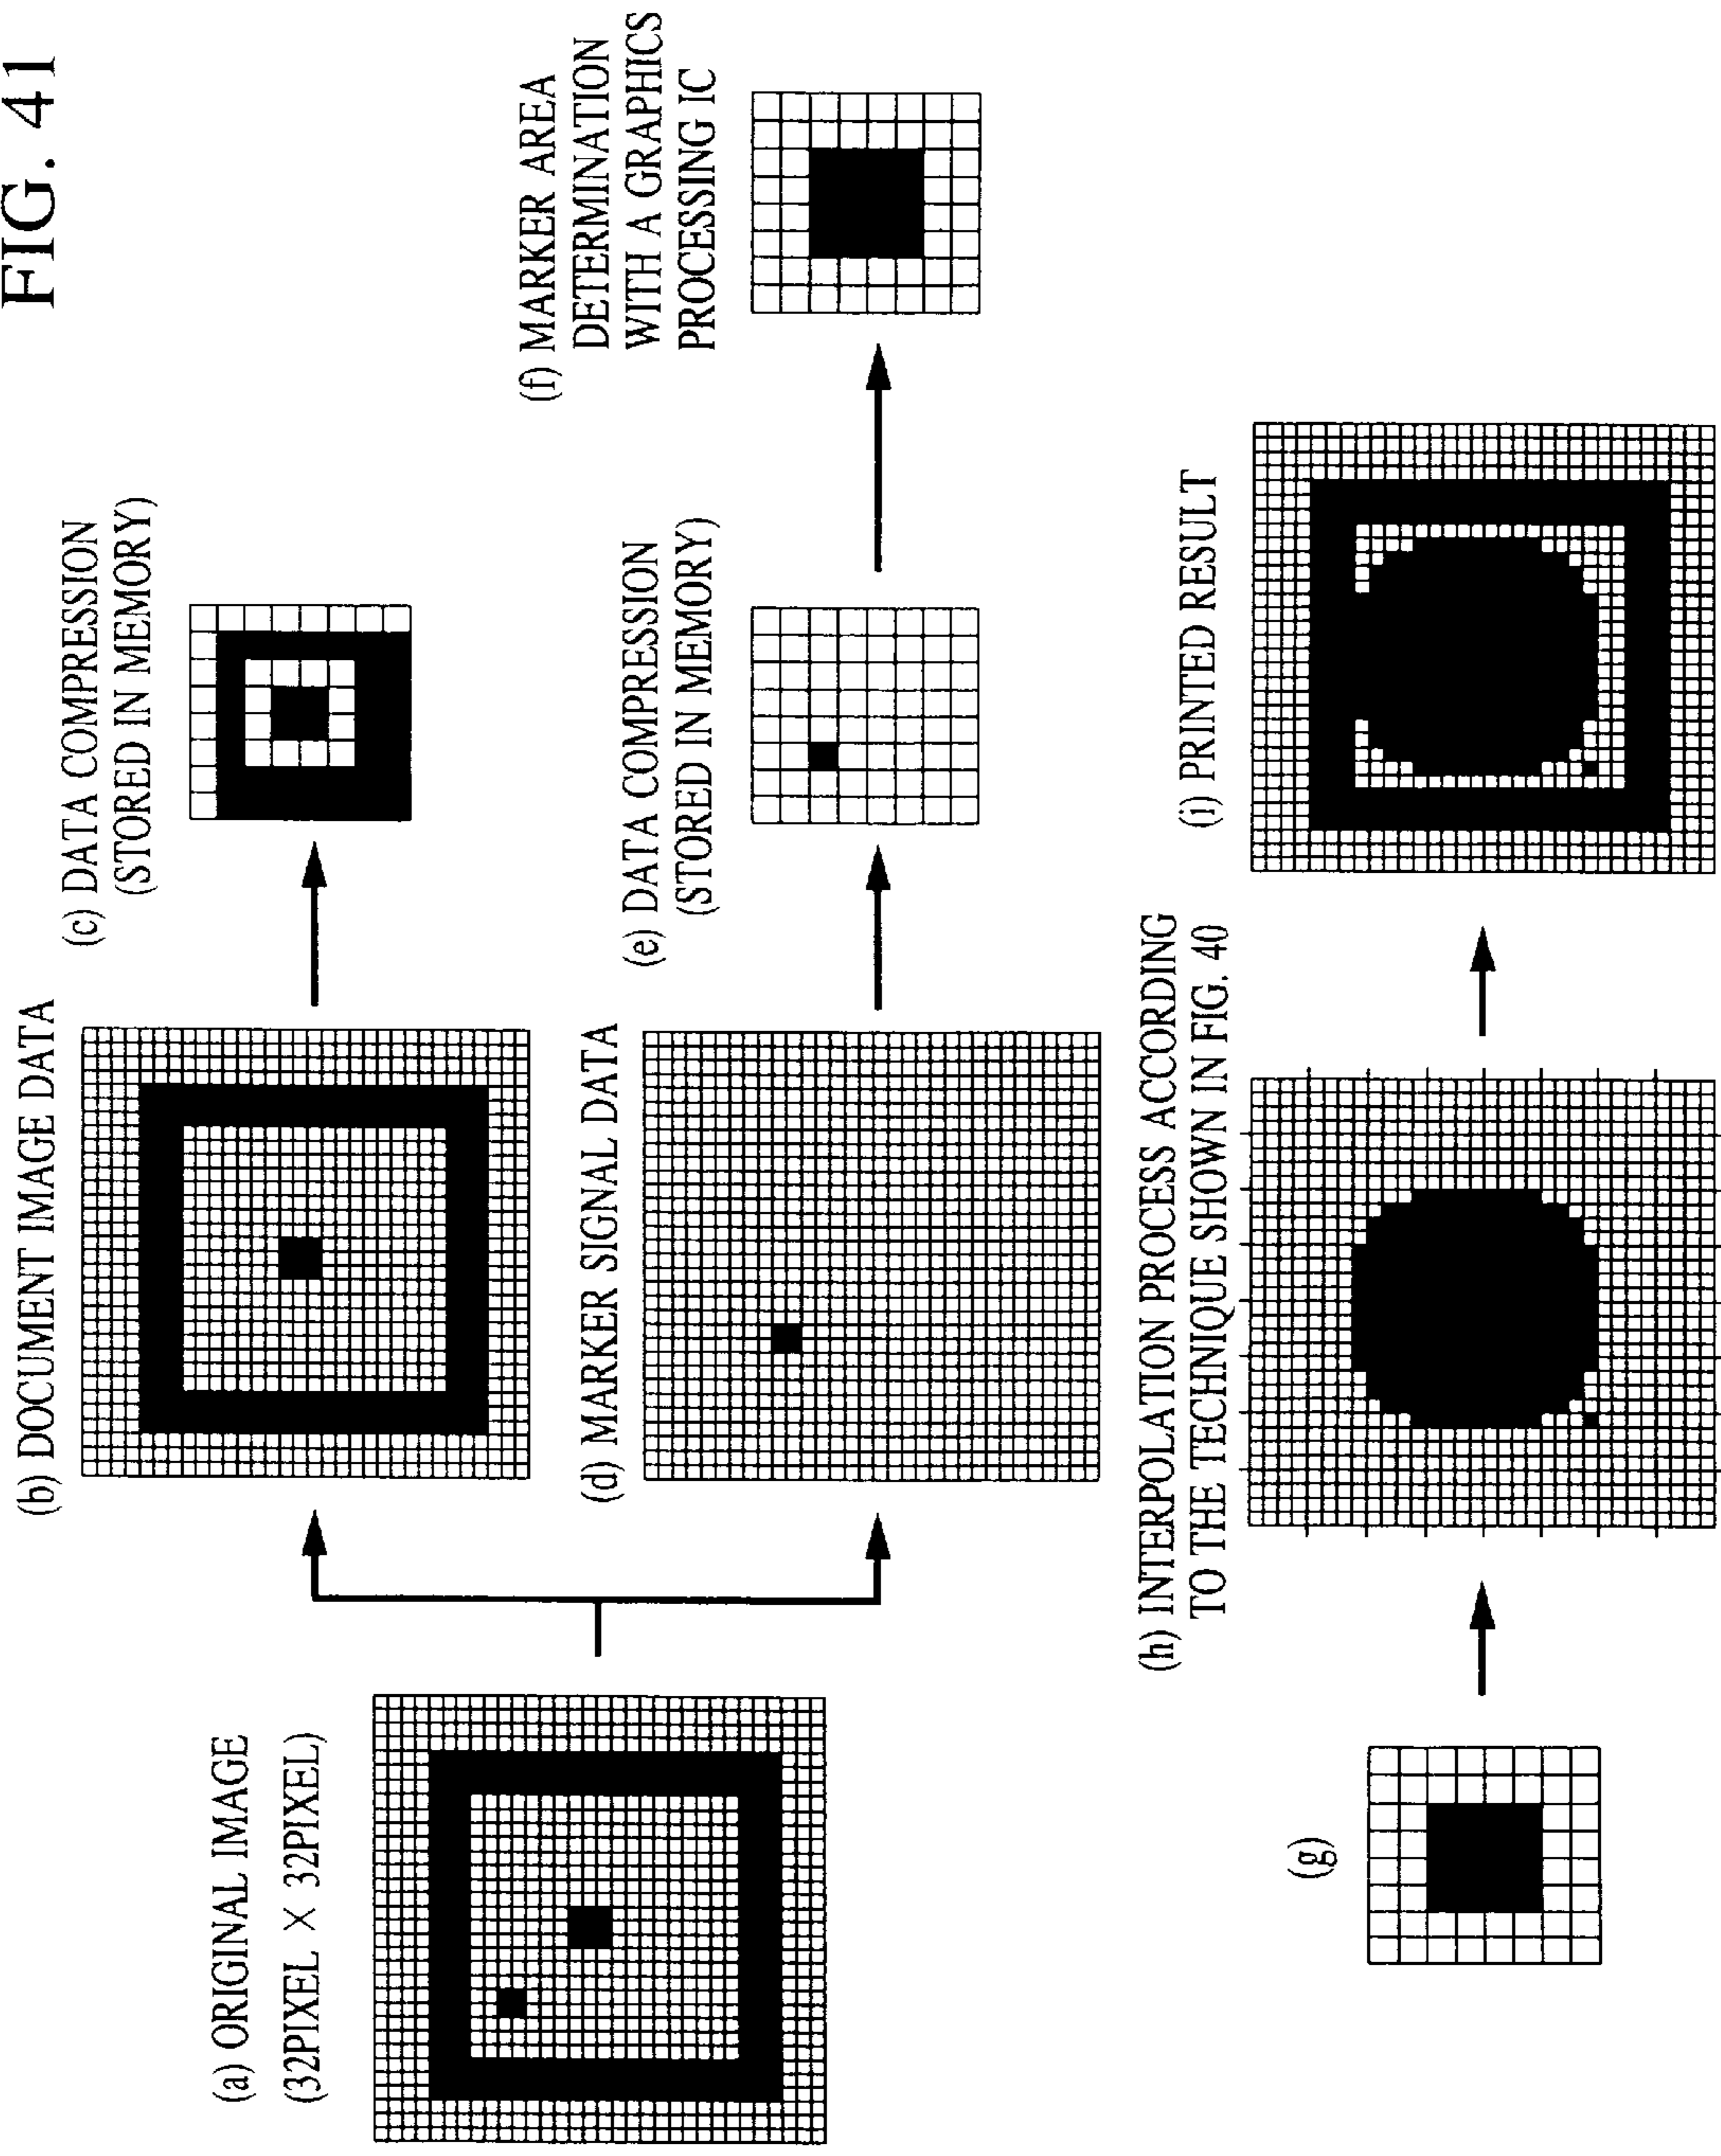 FIG. 41
(a) ORIGINAL IMAGE
(32PIXEL × 32PIXEL)
(b) DOCUMENT IMAGE DATA
(c) DATA COMPRESSION
(STORED IN MEMORY)
(d) MARKER SIGNAL DATA
(e) DATA COMPRESSION
(STORED IN MEMORY)
(f) MARKER AREA
DETERMINATION
WITH A GRAPHICS
PROCESSING IC
(g)
(h) INTERPOLATION PROCESS ACCORDING
TO THE TECHNIQUE SHOWN IN FIG. 40
(i) PRINTED RESULT